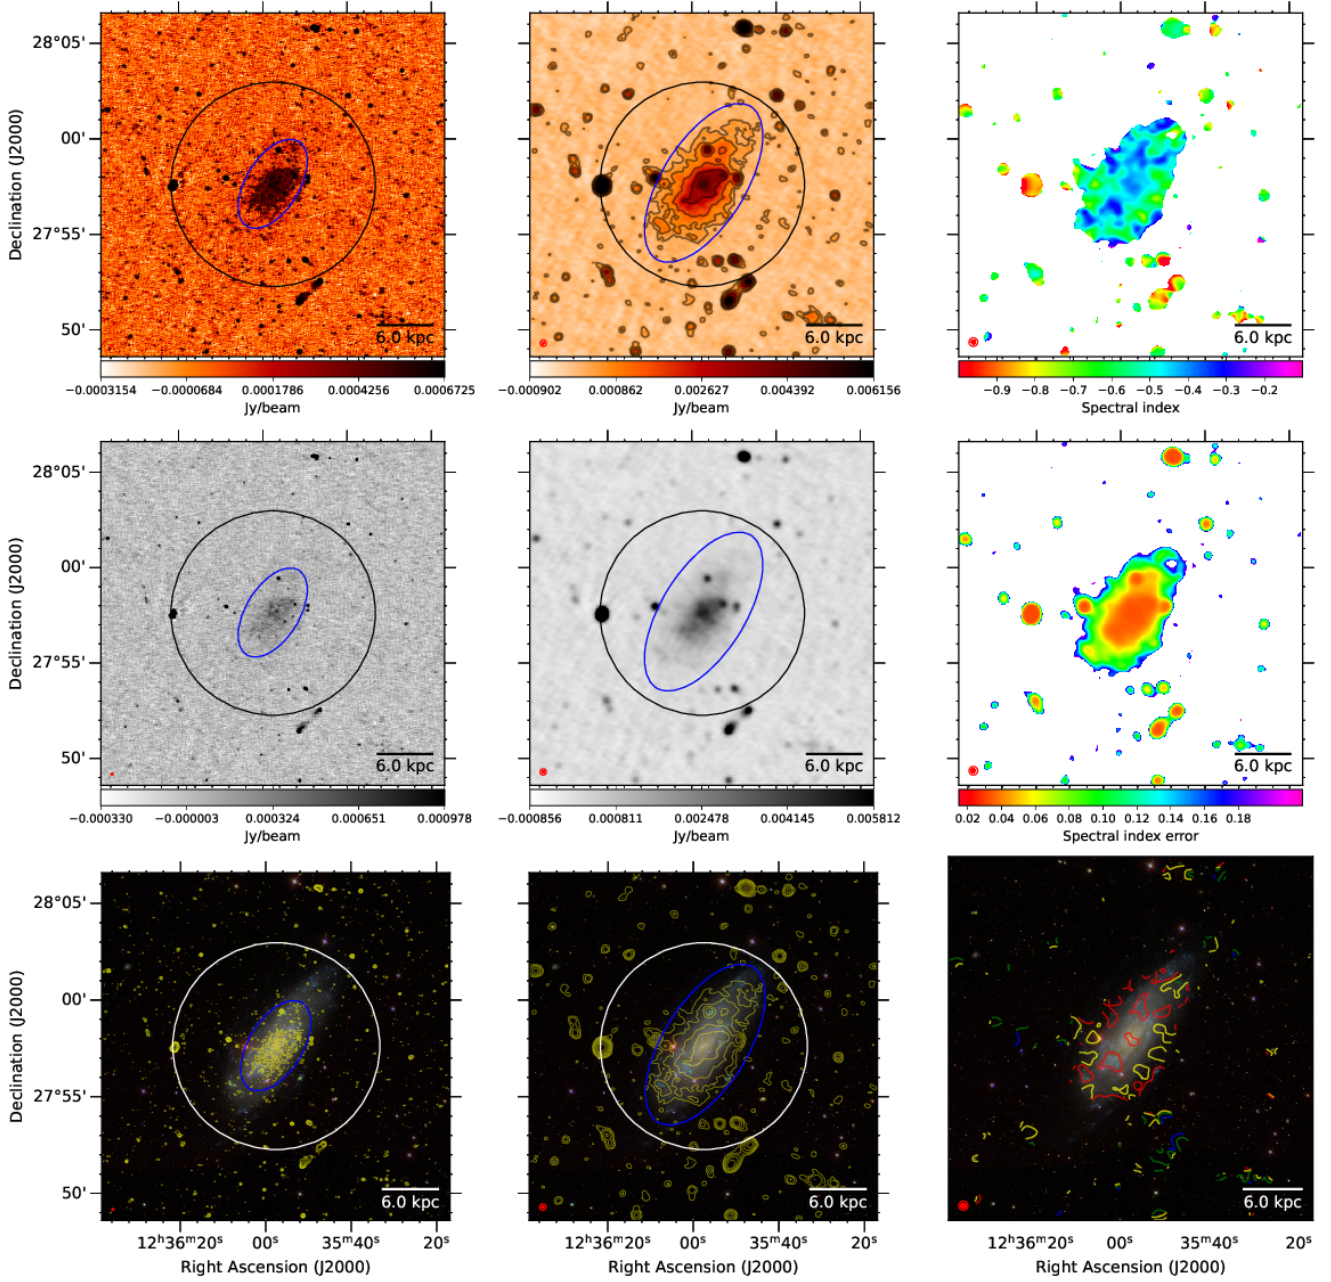 28°05'
00'
27°55'
50'
Declination (J2000)
6.0 kpc
6.0 kpc
6.0 kpc
−0.0003154 −0.0000684 0.0001786 0.0004256 0.0006725
Jy/beam
−0.000902 0.000862 0.002627 0.004392 0.006156
Jy/beam
−0.9 −0.8 −0.7 −0.6 −0.5 −0.4 −0.3 −0.2
Spectral index
28°05'
00'
27°55'
50'
Declination (J2000)
6.0 kpc
6.0 kpc
6.0 kpc
−0.000330 −0.000003 0.000324 0.000651 0.000978
Jy/beam
−0.000856 0.000811 0.002478 0.004145 0.005812
Jy/beam
0.02 0.04 0.06 0.08 0.10 0.12 0.14 0.16 0.18
Spectral index error
28°05'
00'
27°55'
50'
Declination (J2000)
6.0 kpc
6.0 kpc
6.0 kpc
12ʰ36ᵐ20ˢ 00ˢ 35ᵐ40ˢ 20ˢ
Right Ascension (J2000)
12ʰ36ᵐ20ˢ 00ˢ 35ᵐ40ˢ 20ˢ
Right Ascension (J2000)
12ʰ36ᵐ20ˢ 00ˢ 35ᵐ40ˢ 20ˢ
Right Ascension (J2000)